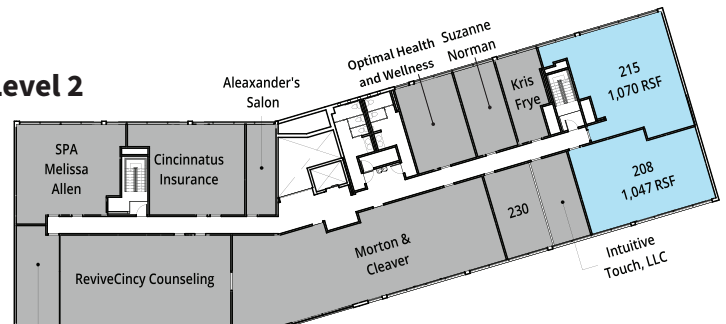 Level 2
Aleaxander's
Salon
Optimal Health
and Wellness
Suzanne
Norman
Kris
Frye
215
1,070 RSF
SPA
Melissa
Allen
Cincinnatus
Insurance
208
1,047 RSF
230
Morton &
Cleaver
Intuitive
Touch, LLC
ReviveCincy Counseling